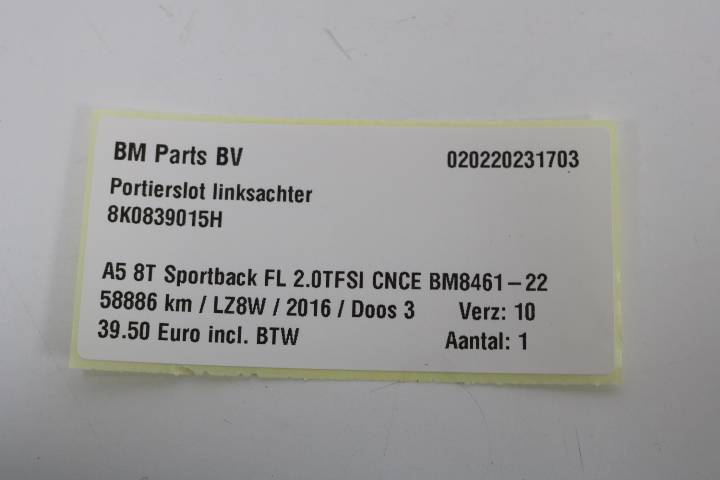 BM Parts BV 020220231703
Portierslot linksachter
8K0839015H
A5 8T Sportback FL 2.0TFSI CNCE BM8461-22
58886 km / LZ8W / 2016 / Doos 3 Verz: 10
39.50 Euro incl. BTW Aantal: 1